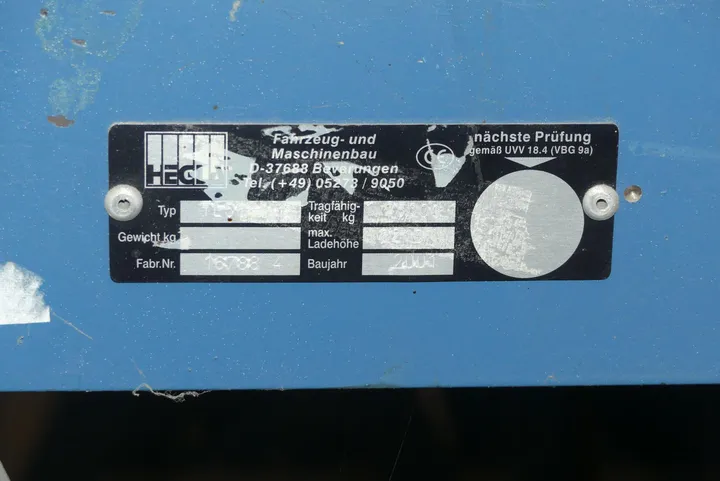 Fahrzeug- und
Maschinenbau
D-37688 Beverungen
Tel. (+49) 05273 / 9050
nächste Prüfung
gemäß UVV 18.4 (VBG 9a)
Typ
Tragfähig-
keit kg
Gewicht kg
max.
Ladehöhe
Fabr.Nr.
Baujahr